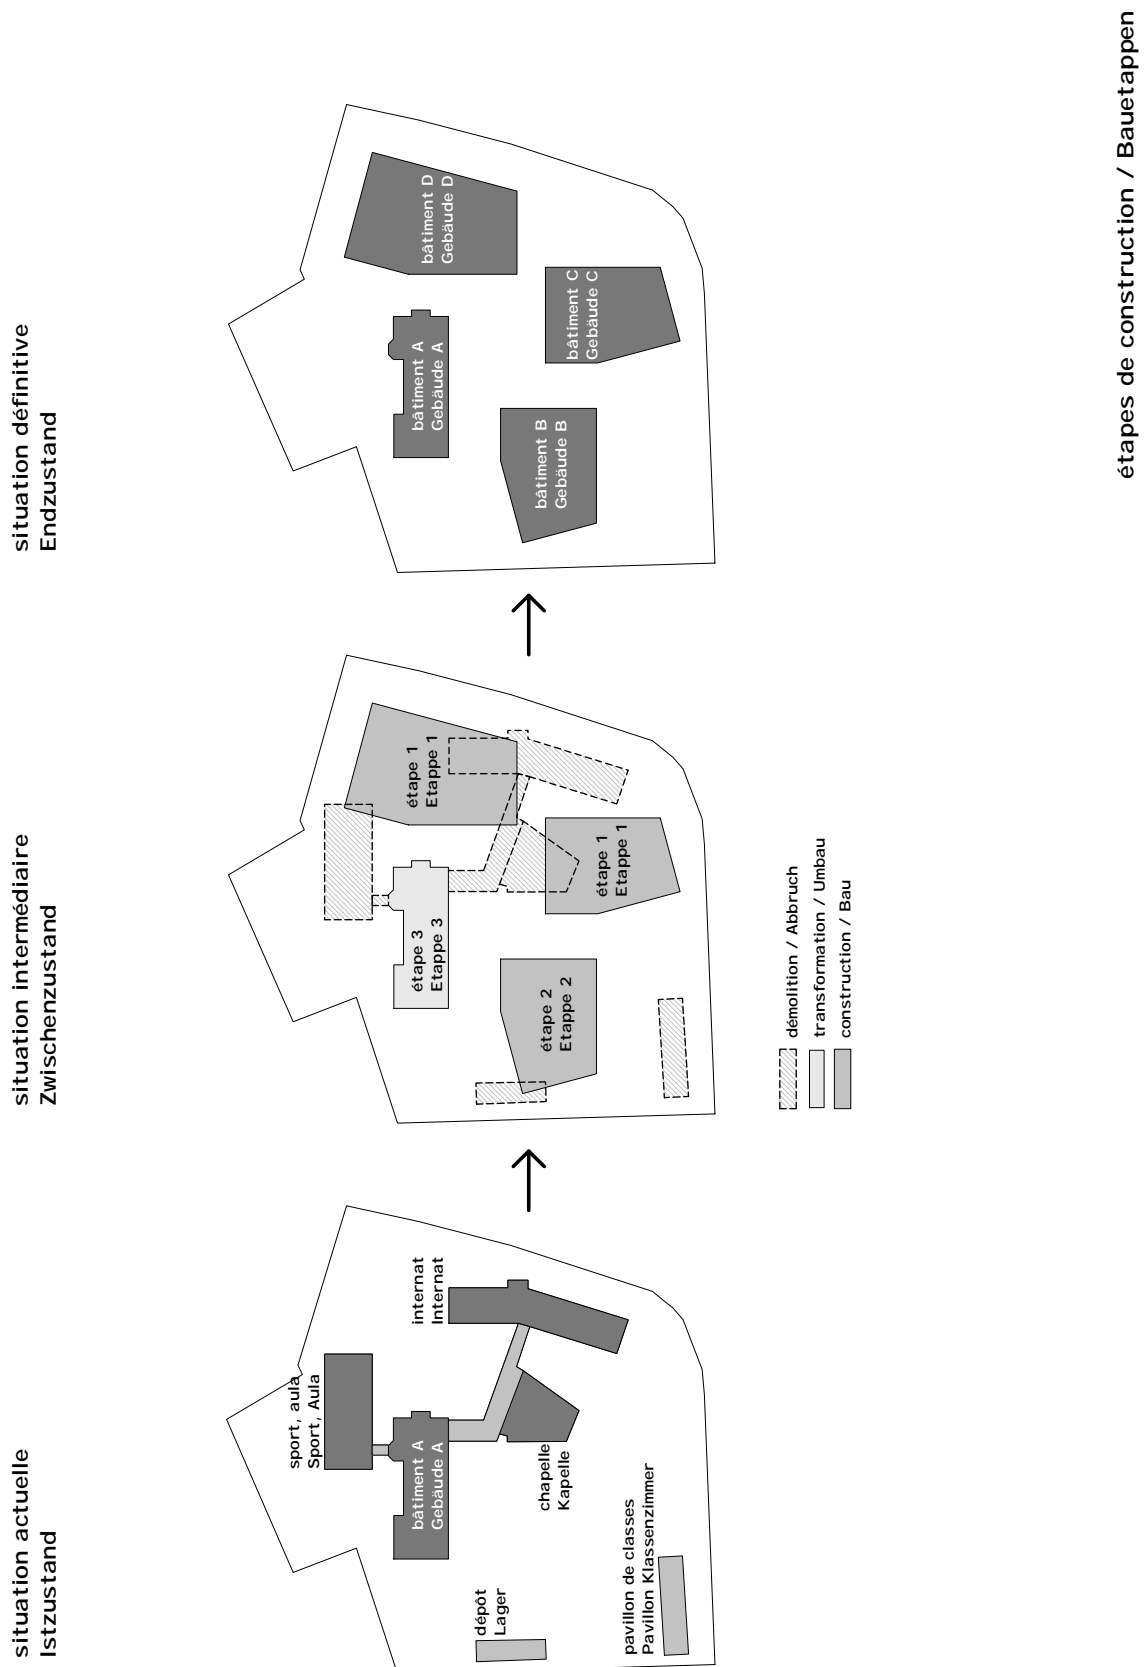 situation actuelle
Istzustand
sport, aula
Sport, Aula
internat
Internat
bâtiment A
Gebäude A
chapelle
Kapelle
dépôt
Lager
pavillon de classes
Pavillon Klassenzimmer
situation intermédiaire
Zwischenzustand
étape 1
Etappe 1
étape 3
Etappe 3
étape 1
Etappe 1
étape 2
Etappe 2
démolition / Abbruch
transformation / Umbau
construction / Bau
situation définitive
Endzustand
bâtiment D
Gebäude D
bâtiment A
Gebäude A
bâtiment C
Gebäude C
bâtiment B
Gebäude B
étapes de construction / Bauetappen